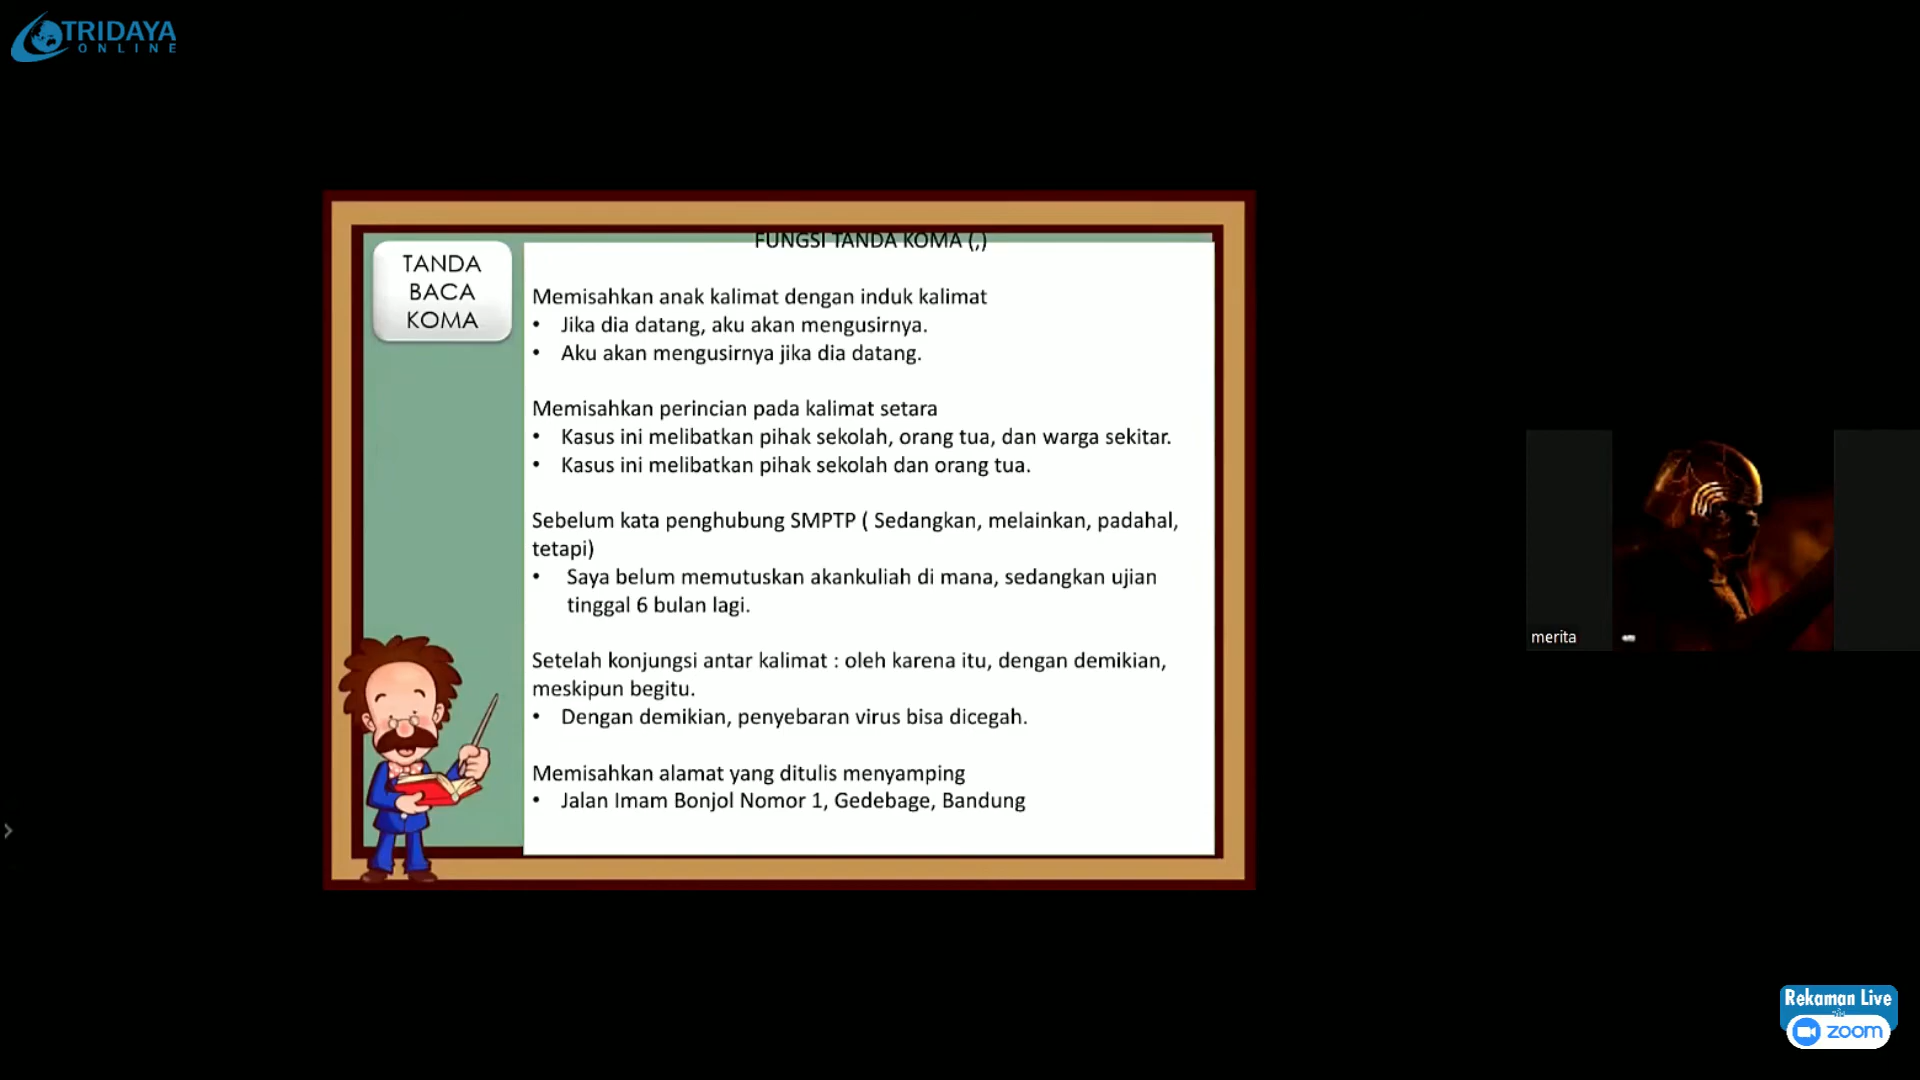 TRIDAYA
ONLINE
TANDA
BACA
KOMA
FUNGSI TANDA KOMA (,)
Memisahkan anak kalimat dengan induk kalimat
• Jika dia datang, aku akan mengusirnya.
• Aku akan mengusirnya jika dia datang.
Memisahkan perincian pada kalimat setara
• Kasus ini melibatkan pihak sekolah, orang tua, dan warga sekitar.
• Kasus ini melibatkan pihak sekolah dan orang tua.
Sebelum kata penghubung SMPTP ( Sedangkan, melainkan, padahal,
tetapi)
• Saya belum memutuskan akankuliah di mana, sedangkan ujian
tinggal 6 bulan lagi.
Setelah konjungsi antar kalimat : oleh karena itu, dengan demikian,
meskipun begitu.
• Dengan demikian, penyebaran virus bisa dicegah.
Memisahkan alamat yang ditulis menyamping
• Jalan Imam Bonjol Nomor 1, Gedebage, Bandung
merita
Rekaman Live
zoom